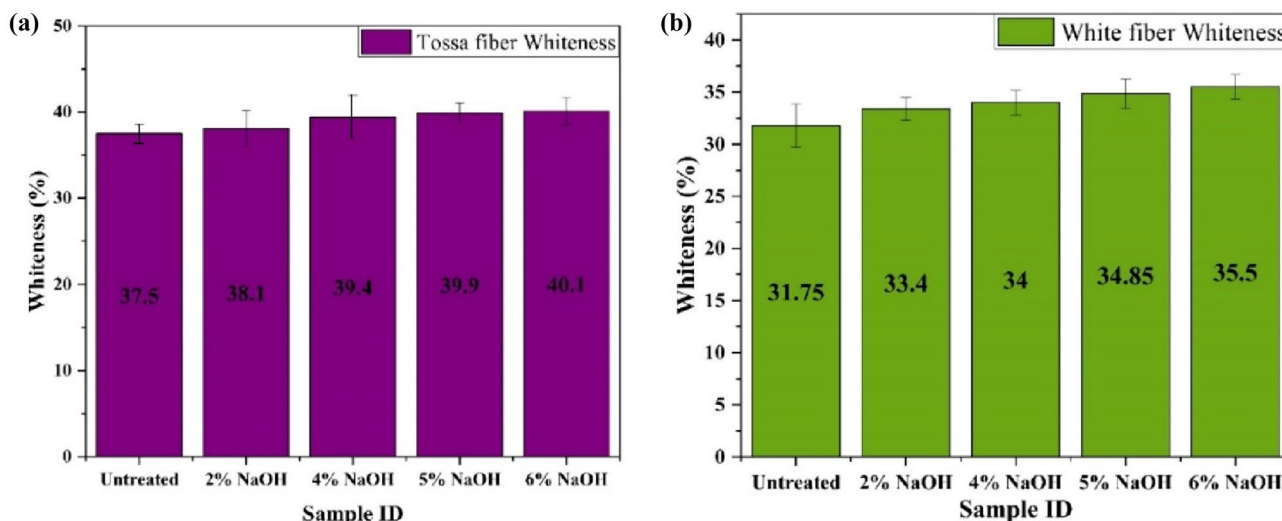 (a)
Tossa fiber Whiteness
Whiteness (%)
50
40
30
20
10
0
37.5
38.1
39.4
39.9
40.1
Untreated
2% NaOH
4% NaOH
5% NaOH
6% NaOH
Sample ID
(b)
White fiber Whiteness
Whiteness (%)
40
35
30
25
20
15
10
5
0
31.75
33.4
34
34.85
35.5
Untreated
2% NaOH
4% NaOH
5% NaOH
6% NaOH
Sample ID